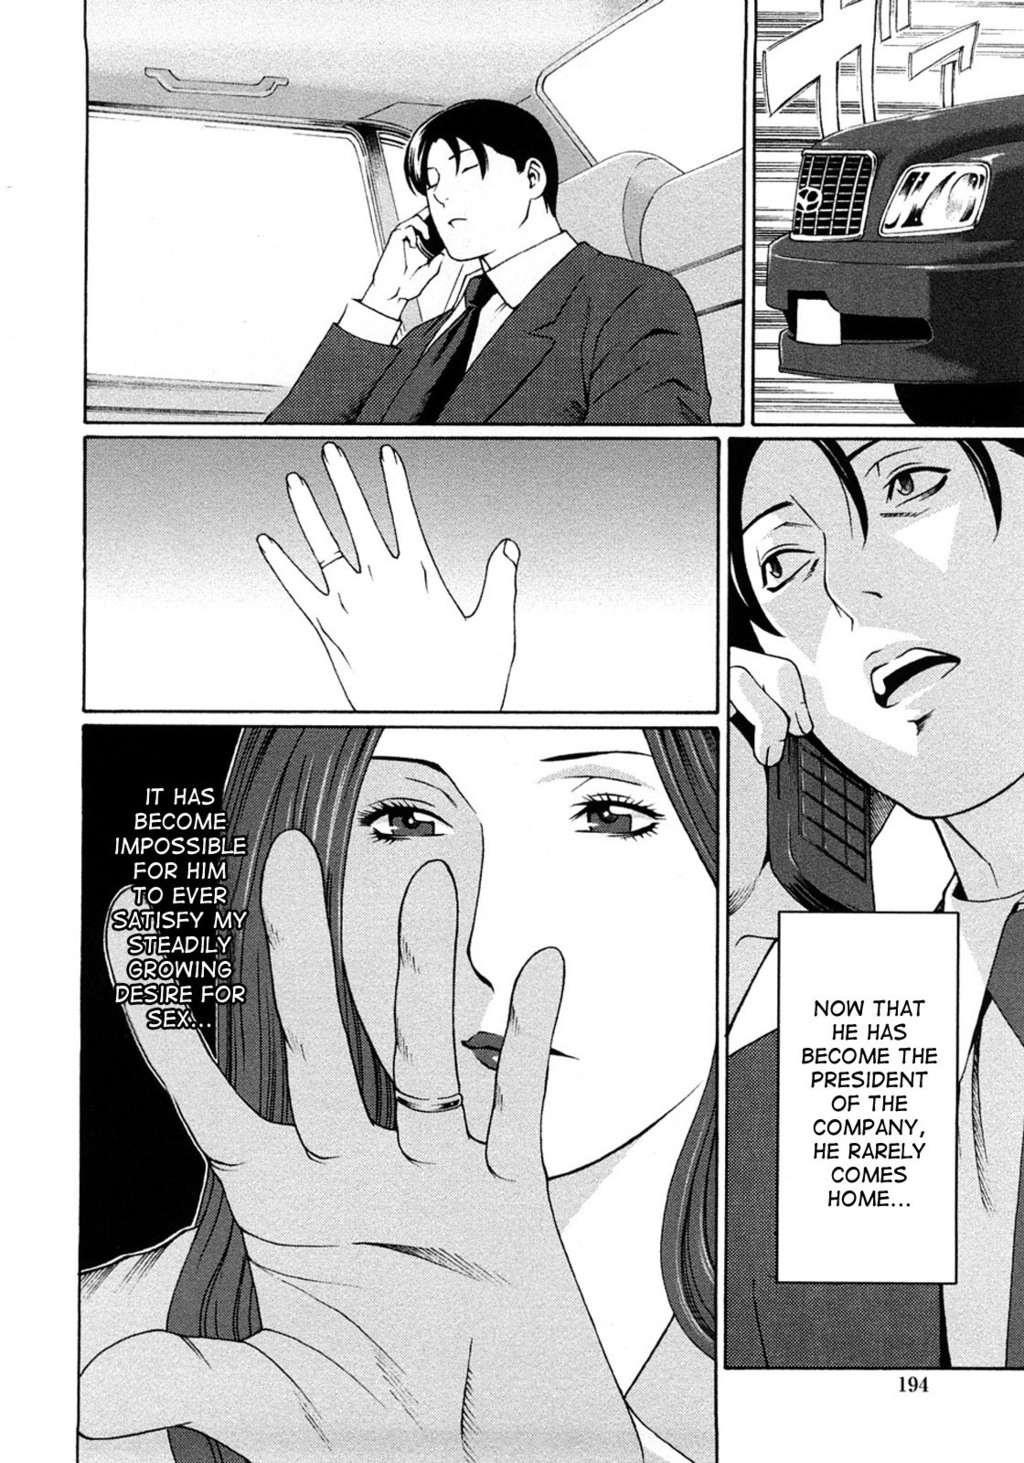 NOW THAT
HE HAS
BECOME THE
PRESIDENT
OF THE
COMPANY,
HE RARELY
COMES
HOME...
IT HAS
BECOME
IMPOSSIBLE
FOR HIM
TO EVER
SATISFY MY
STEADILY
GROWING
DESIRE FOR
SEX...
194